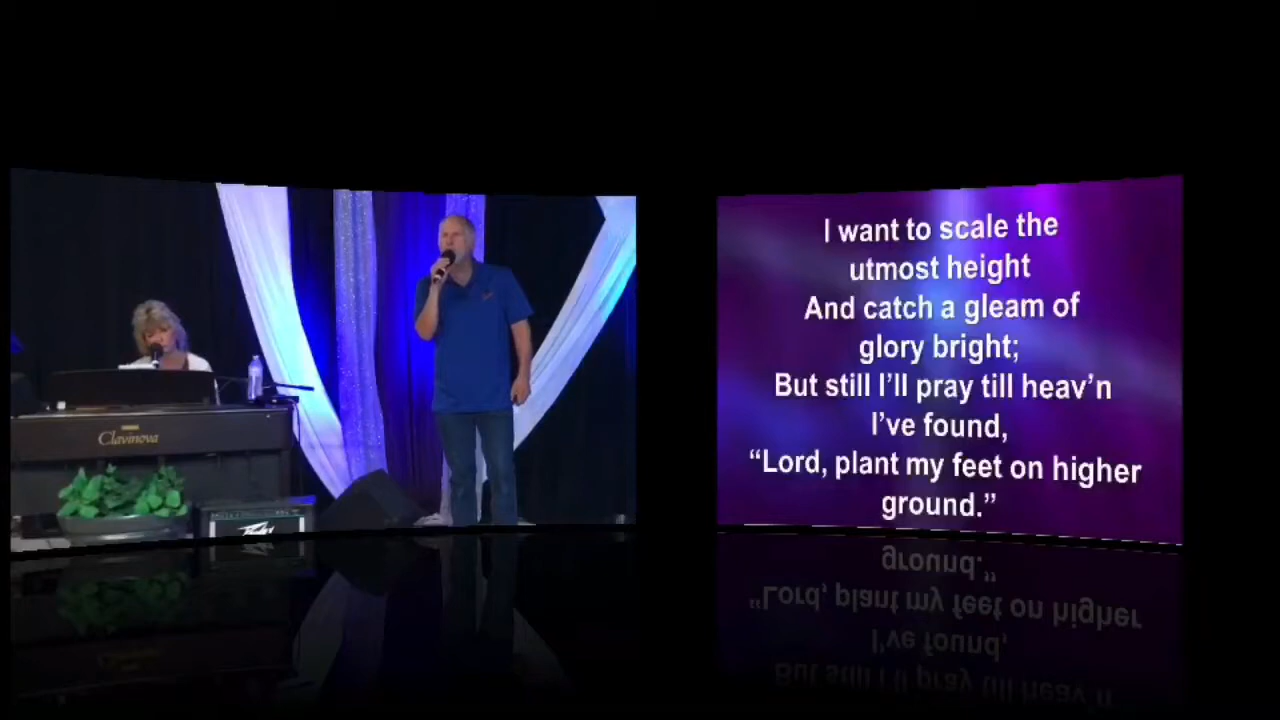 Clavinova
I want to scale the
utmost height
And catch a gleam of
glory bright;
But still I’ll pray till heav’n
I’ve found,
“Lord, plant my feet on higher
ground.”